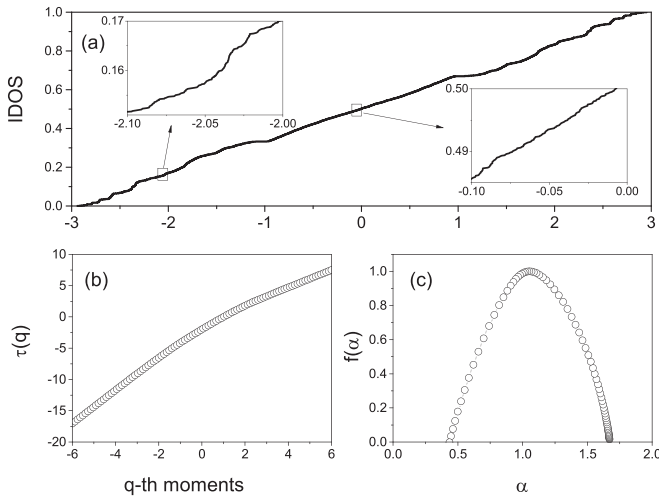 (a)
IDOS
1.0
0.8
0.6
0.4
0.2
0.0
-3 -2 -1 0 1 2 3
0.17
0.16
-2.10 -2.05 -2.00
0.50
0.49
-0.10 -0.05 0.00
(b)
τ(q)
10
5
0
-5
-10
-15
-20
-6 -4 -2 0 2 4 6
q-th moments
(c)
f(α)
1.0
0.8
0.6
0.4
0.2
0.0
0.0 0.5 1.0 1.5 2.0
α